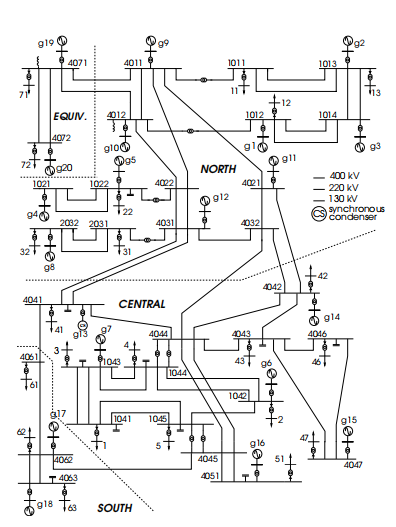 g19 g9 g2
4071 4011 1011 1013
71 11 13
12
EQUIV. 4012 1012 1014
4072 g10 g1 g11 g3
72 g20 g5 NORTH
1021 1022 4022 4021
g4 22 g12
2032 2031 4031 4032
32 g8 31
400 kV
220 kV
130 kV
CS synchronous
condenser
42
4041 CENTRAL 4042
41 g13 CS g7 g14
4044 4043 4046
3 4 43 46
4061 1043 1044 g6
61 1042
g17 1041 1045 2
62 1 5 g16 47 g15
4062 4045 51
4063 4051 4047
g18 63 SOUTH